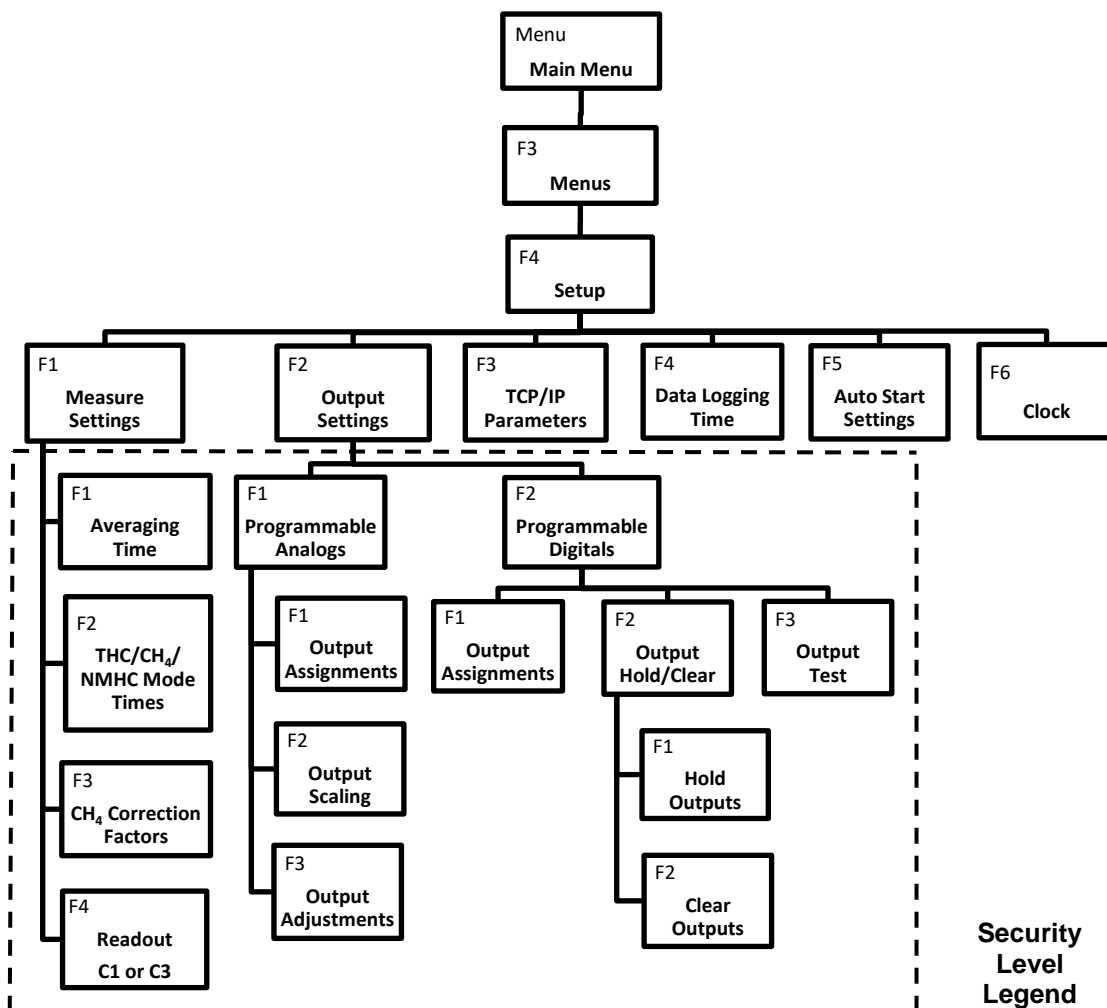 Menu
Main Menu
F3
Menus
F4
Setup
F1
Measure
Settings
F2
Output
Settings
F3
TCP/IP
Parameters
F4
Data Logging
Time
F5
Auto Start
Settings
F6
Clock
F1
Averaging
Time
F2
THC/CH₄/
NMHC Mode
Times
F3
CH₄ Correction
Factors
F4
Readout
C1 or C3
F1
Programmable
Analogs
F1
Output
Assignments
F2
Output
Scaling
F3
Output
Adjustments
F2
Programmable
Digitals
F1
Output
Assignments
F2
Output
Hold/Clear
F1
Hold
Outputs
F2
Clear
Outputs
F3
Output
Test
Security
Level
Legend